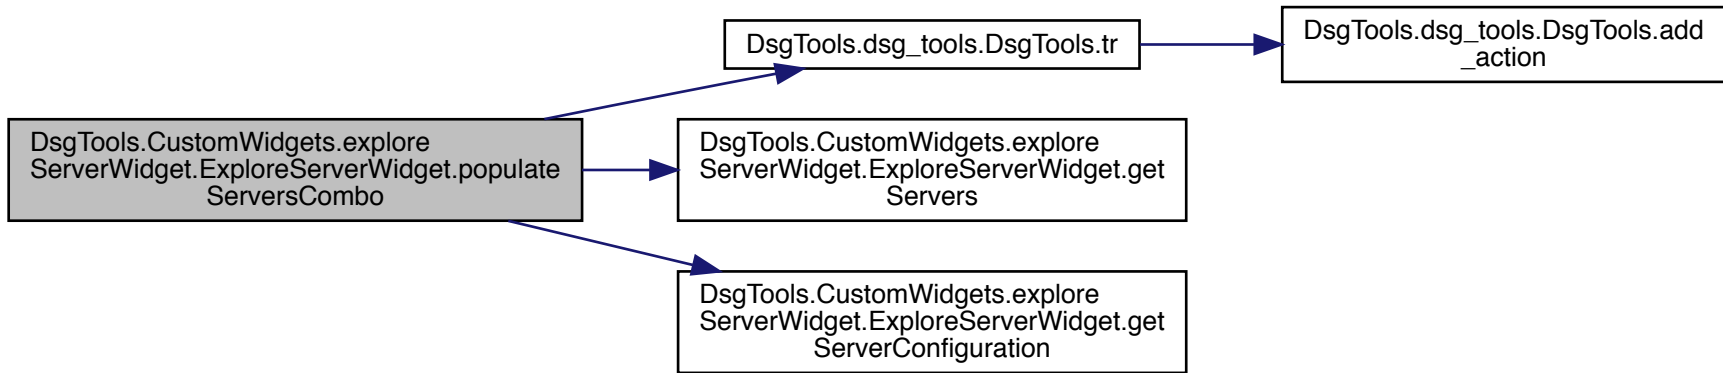 DsgTools.dsg_tools.DsgTools.tr
DsgTools.dsg_tools.DsgTools.add
_action
DsgTools.CustomWidgets.explore
ServerWidget.ExploreServerWidget.populate
ServersCombo
DsgTools.CustomWidgets.explore
ServerWidget.ExploreServerWidget.get
Servers
DsgTools.CustomWidgets.explore
ServerWidget.ExploreServerWidget.get
ServerConfiguration